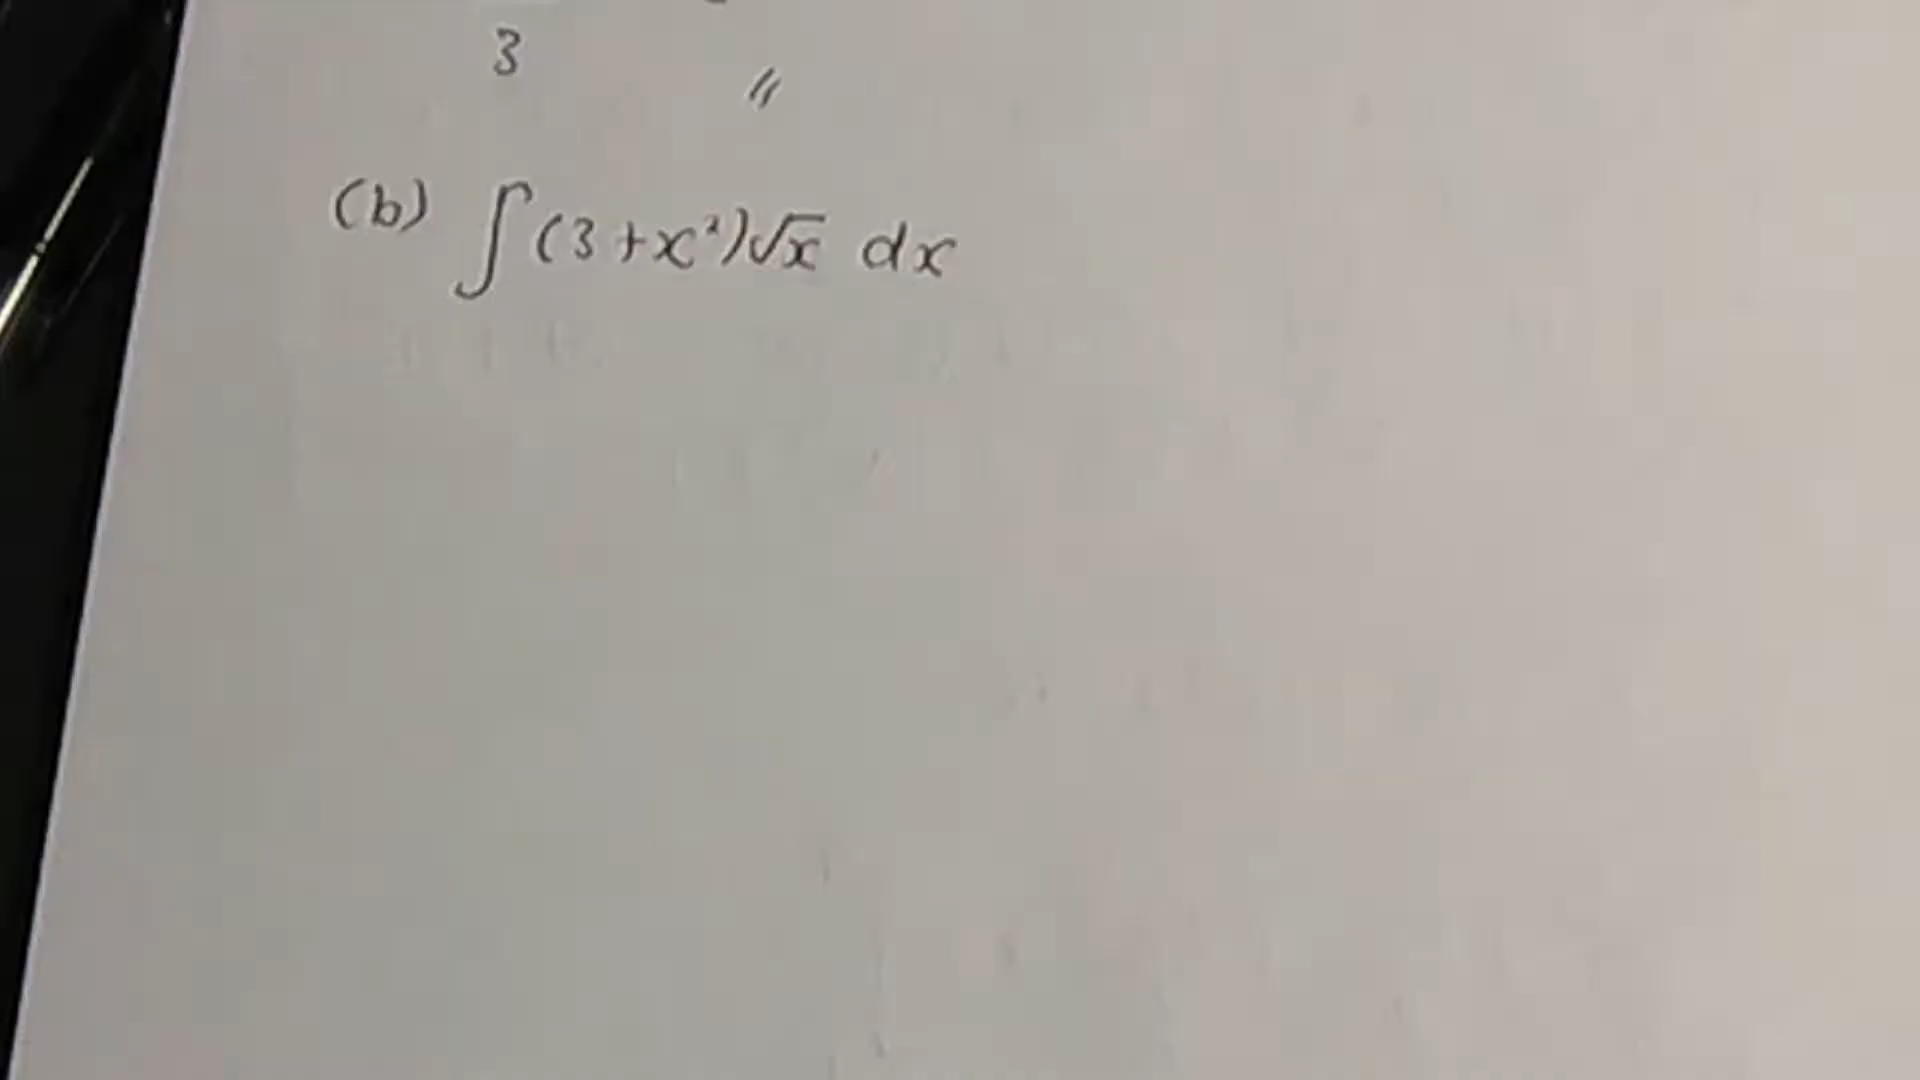 3
//
(b) ∫(3+x²)√x dx